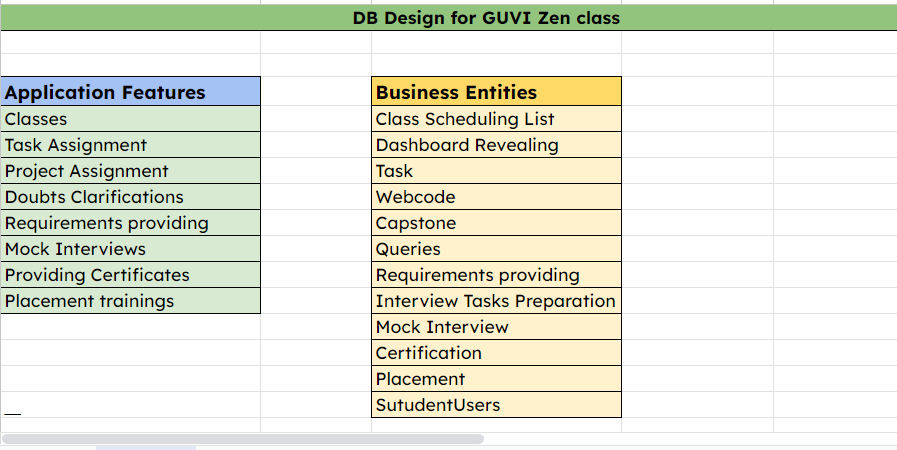 DB Design for GUVI Zen class
Application Features
Classes
Task Assignment
Project Assignment
Doubts Clarifications
Requirements providing
Mock Interviews
Providing Certificates
Placement trainings
Business Entities
Class Scheduling List
Dashboard Revealing
Task
Webcode
Capstone
Queries
Requirements providing
Interview Tasks Preparation
Mock Interview
Certification
Placement
SutudentUsers